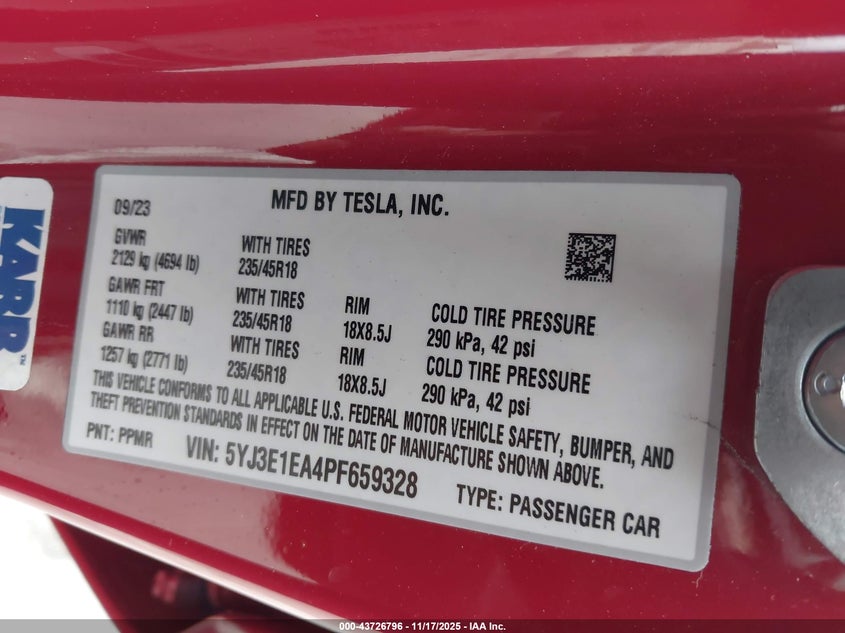 MFD BY TESLA, INC.
09/23
GVWR
2129 kg (4694 lb)
WITH TIRES
235/45R18
GAWR FRT
1110 kg (2447 lb)
WITH TIRES
235/45R18
RIM
18X8.5J
COLD TIRE PRESSURE
290 kPa, 42 psi
GAWR RR
1257 kg (2771 lb)
WITH TIRES
235/45R18
RIM
18X8.5J
COLD TIRE PRESSURE
290 kPa, 42 psi
THIS VEHICLE CONFORMS TO ALL APPLICABLE U.S. FEDERAL MOTOR VEHICLE SAFETY, BUMPER, AND
THEFT PREVENTION STANDARDS IN EFFECT ON THE DATE OF MANUFACTURE SHOWN ABOVE.
PNT: PPMR
VIN: 5YJ3E1EA4PF659328
TYPE: PASSENGER CAR
KARR
TM
000-43726796 - 11/17/2025 - IAA Inc.